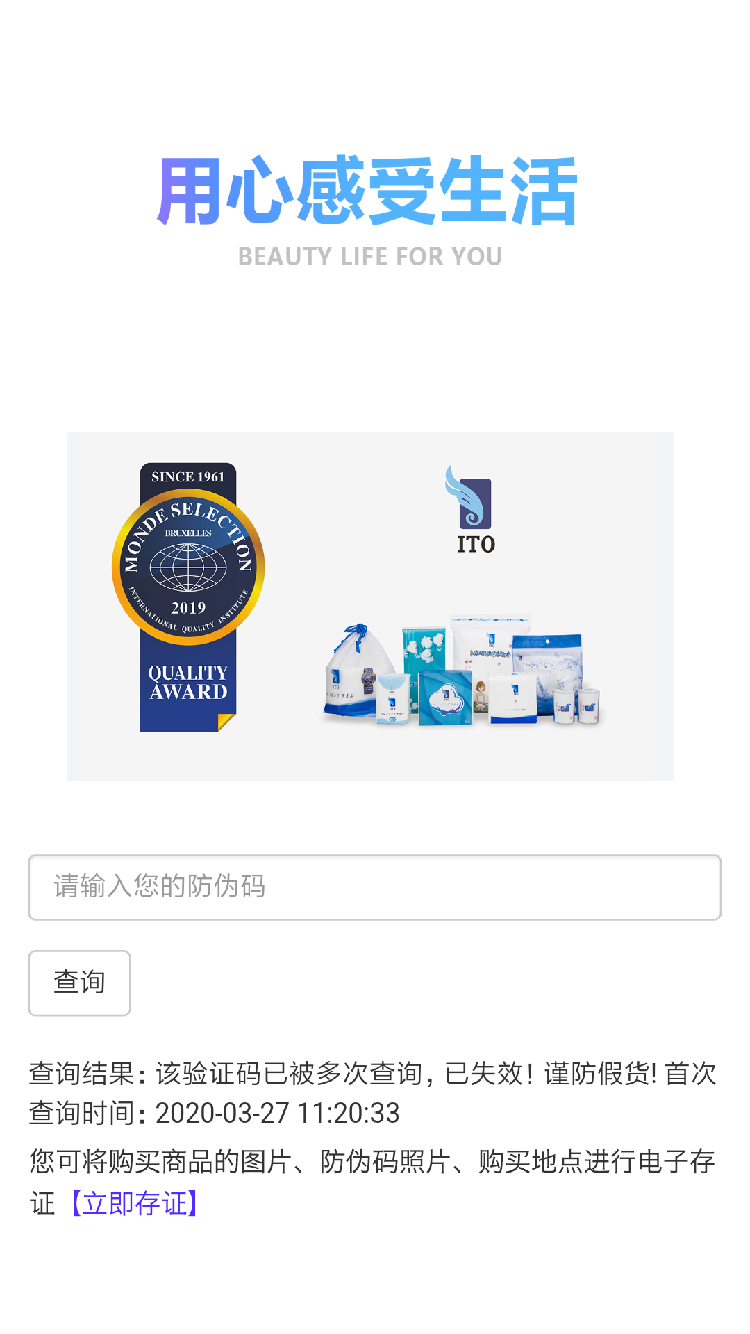 用心感受生活
BEAUTY LIFE FOR YOU
SINCE 1961
MONDE SELECTION
BRUXELLES
2019
INTERNATIONAL QUALITY INSTITUTE
QUALITY
AWARD
ITO
ITO
请输入您的防伪码
查询
查询结果：该验证码已被多次查询，已失效！谨防假货！首次
查询时间：2020-03-27 11:20:33
您可将购买商品的图片、防伪码照片、购买地点进行电子存
证【立即存证】